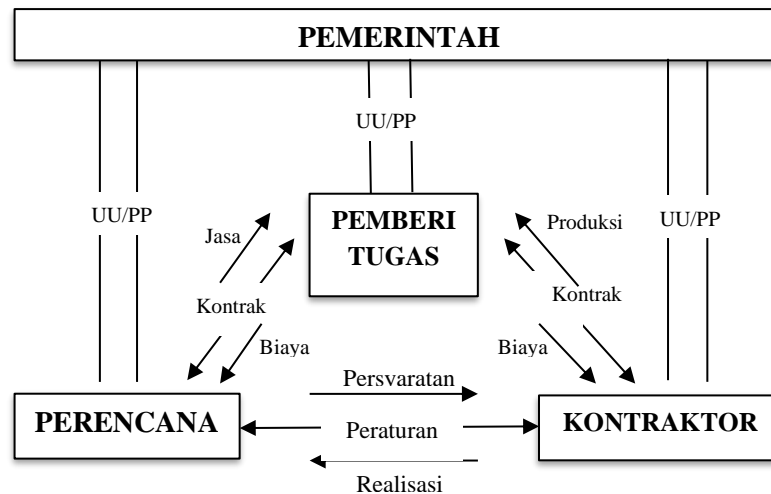 PEMERINTAH
UU/PP
UU/PP
UU/PP
PEMBERI
TUGAS
Jasa
Produksi
Kontrak
Kontrak
Biaya
Biaya
Persvaratan
PERENCANA
Peraturan
KONTRAKTOR
Realisasi